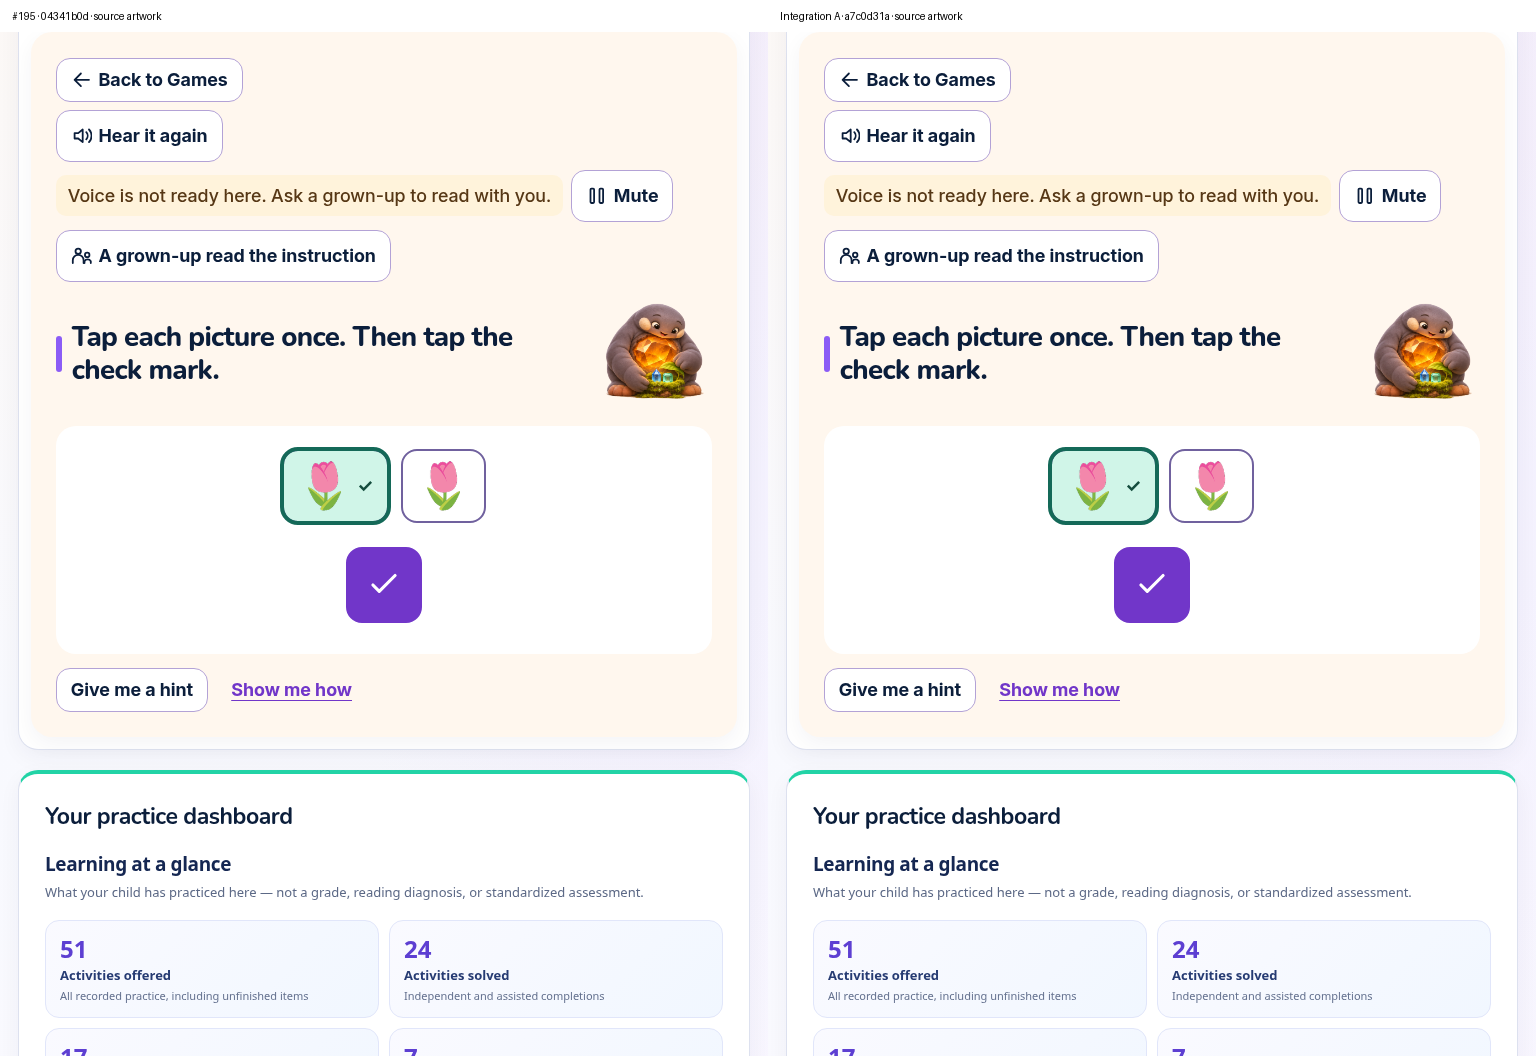 #195 · 04341b0d · source artwork
Back to Games
Hear it again
Voice is not ready here. Ask a grown-up to read with you.
Mute
A grown-up read the instruction
Tap each picture once. Then tap the
check mark.
Give me a hint
Show me how
Your practice dashboard
Learning at a glance
What your child has practiced here — not a grade, reading diagnosis, or standardized assessment.
51
Activities offered
All recorded practice, including unfinished items
24
Activities solved
Independent and assisted completions
17
7
Integration A · a7c0d31a · source artwork
Back to Games
Hear it again
Voice is not ready here. Ask a grown-up to read with you.
Mute
A grown-up read the instruction
Tap each picture once. Then tap the
check mark.
Give me a hint
Show me how
Your practice dashboard
Learning at a glance
What your child has practiced here — not a grade, reading diagnosis, or standardized assessment.
51
Activities offered
All recorded practice, including unfinished items
24
Activities solved
Independent and assisted completions
17
7